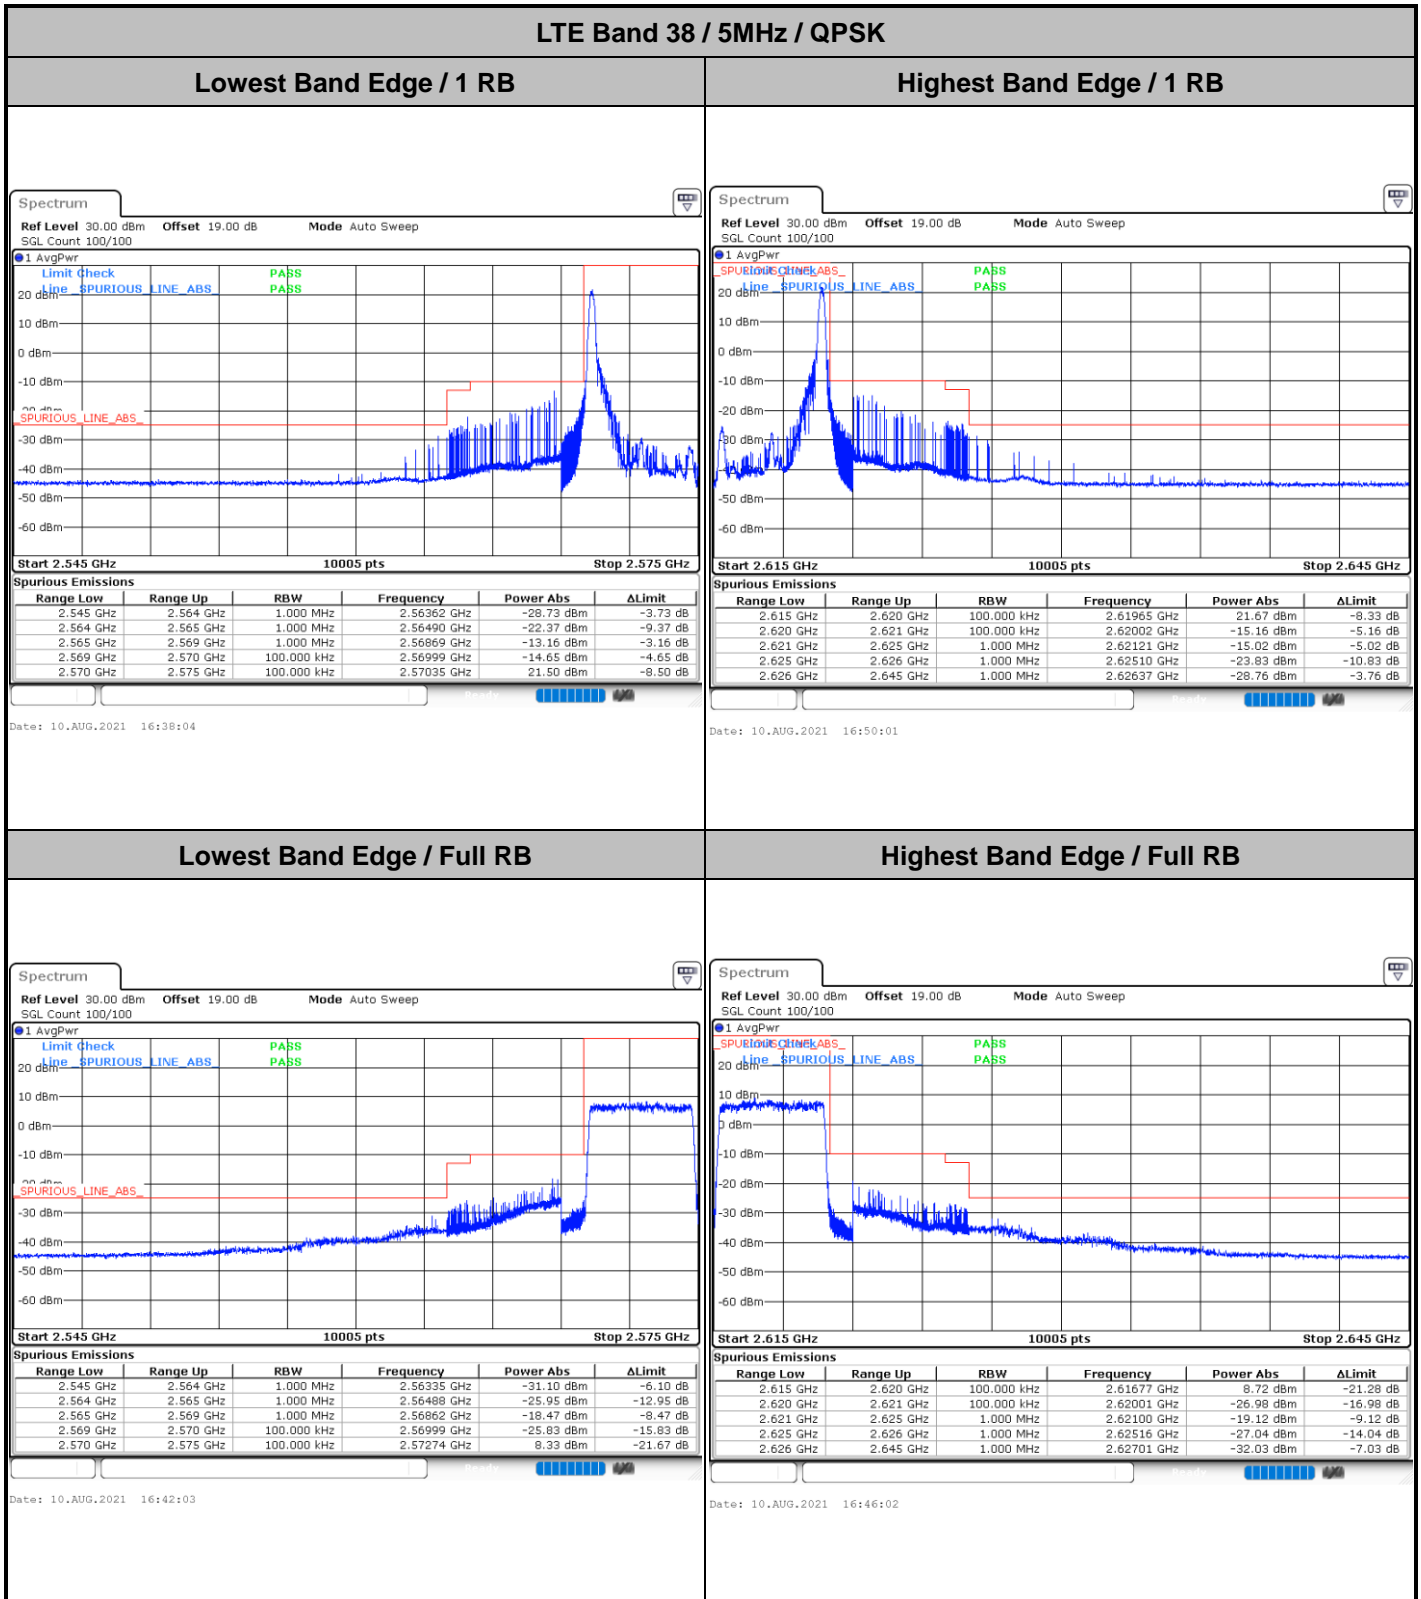 LTE Band 38 / 5MHz / QPSK
Lowest Band Edge / 1 RB
Highest Band Edge / 1 RB
Spectrum
Ref Level 30.00 dBm Offset 19.00 dB Mode Auto Sweep
SGL Count 100/100
1 AvgPwr
Limit Check PASS
Line _SPURIOUS_LINE_ABS_ PASS
20 dBm
10 dBm
0 dBm
-10 dBm
-20 dBm
_SPURIOUS_LINE_ABS_
-30 dBm
-40 dBm
-50 dBm
-60 dBm
Start 2.545 GHz 10005 pts Stop 2.575 GHz
Spurious Emissions
Range Low Range Up RBW Frequency Power Abs ΔLimit
2.545 GHz 2.564 GHz 1.000 MHz 2.56362 GHz -28.73 dBm -3.73 dB
2.564 GHz 2.565 GHz 1.000 MHz 2.56490 GHz -22.37 dBm -9.37 dB
2.565 GHz 2.569 GHz 1.000 MHz 2.56869 GHz -13.16 dBm -3.16 dB
2.569 GHz 2.570 GHz 100.000 kHz 2.56999 GHz -14.65 dBm -4.65 dB
2.570 GHz 2.575 GHz 100.000 kHz 2.57035 GHz 21.50 dBm -8.50 dB
Ready
Date: 10.AUG.2021 16:38:04
Spectrum
Ref Level 30.00 dBm Offset 19.00 dB Mode Auto Sweep
SGL Count 100/100
1 AvgPwr
_SPURIOUS_LINE_ABS_
Limit Check PASS
Line _SPURIOUS_LINE_ABS_ PASS
20 dBm
10 dBm
0 dBm
-10 dBm
-20 dBm
-30 dBm
-40 dBm
-50 dBm
-60 dBm
Start 2.615 GHz 10005 pts Stop 2.645 GHz
Spurious Emissions
Range Low Range Up RBW Frequency Power Abs ΔLimit
2.615 GHz 2.620 GHz 100.000 kHz 2.61965 GHz 21.67 dBm -8.33 dB
2.620 GHz 2.621 GHz 100.000 kHz 2.62002 GHz -15.16 dBm -5.16 dB
2.621 GHz 2.625 GHz 1.000 MHz 2.62121 GHz -15.02 dBm -5.02 dB
2.625 GHz 2.626 GHz 1.000 MHz 2.62510 GHz -23.83 dBm -10.83 dB
2.626 GHz 2.645 GHz 1.000 MHz 2.62637 GHz -28.76 dBm -3.76 dB
Ready
Date: 10.AUG.2021 16:50:01
Lowest Band Edge / Full RB
Highest Band Edge / Full RB
Spectrum
Ref Level 30.00 dBm Offset 19.00 dB Mode Auto Sweep
SGL Count 100/100
1 AvgPwr
Limit Check PASS
Line _SPURIOUS_LINE_ABS_ PASS
20 dBm
10 dBm
0 dBm
-10 dBm
-20 dBm
_SPURIOUS_LINE_ABS_
-30 dBm
-40 dBm
-50 dBm
-60 dBm
Start 2.545 GHz 10005 pts Stop 2.575 GHz
Spurious Emissions
Range Low Range Up RBW Frequency Power Abs ΔLimit
2.545 GHz 2.564 GHz 1.000 MHz 2.56335 GHz -31.10 dBm -6.10 dB
2.564 GHz 2.565 GHz 1.000 MHz 2.56488 GHz -25.95 dBm -12.95 dB
2.565 GHz 2.569 GHz 1.000 MHz 2.56862 GHz -18.47 dBm -8.47 dB
2.569 GHz 2.570 GHz 100.000 kHz 2.56999 GHz -25.83 dBm -15.83 dB
2.570 GHz 2.575 GHz 100.000 kHz 2.57274 GHz 8.33 dBm -21.67 dB
Ready
Date: 10.AUG.2021 16:42:03
Spectrum
Ref Level 30.00 dBm Offset 19.00 dB Mode Auto Sweep
SGL Count 100/100
1 AvgPwr
_SPURIOUS_LINE_ABS_
Limit Check PASS
Line _SPURIOUS_LINE_ABS_ PASS
20 dBm
10 dBm
0 dBm
-10 dBm
-20 dBm
-30 dBm
-40 dBm
-50 dBm
-60 dBm
Start 2.615 GHz 10005 pts Stop 2.645 GHz
Spurious Emissions
Range Low Range Up RBW Frequency Power Abs ΔLimit
2.615 GHz 2.620 GHz 100.000 kHz 2.61677 GHz 8.72 dBm -21.28 dB
2.620 GHz 2.621 GHz 100.000 kHz 2.62001 GHz -26.98 dBm -16.98 dB
2.621 GHz 2.625 GHz 1.000 MHz 2.62100 GHz -19.12 dBm -9.12 dB
2.625 GHz 2.626 GHz 1.000 MHz 2.62516 GHz -27.04 dBm -14.04 dB
2.626 GHz 2.645 GHz 1.000 MHz 2.62701 GHz -32.03 dBm -7.03 dB
Ready
Date: 10.AUG.2021 16:46:02